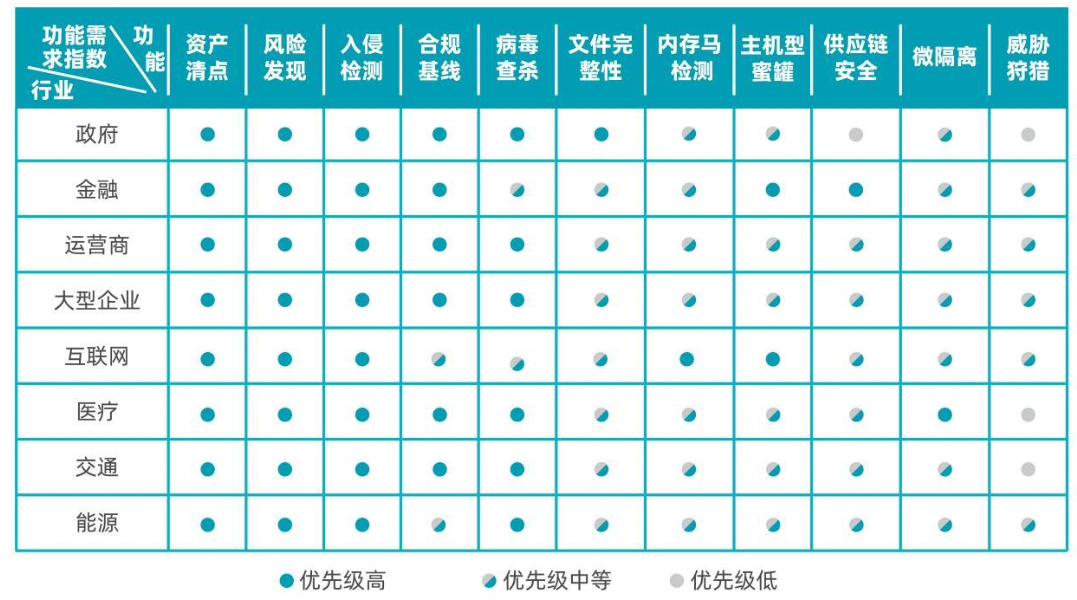 功能需求指数 功能 行业 资产清点 风险发现 入侵检测 合规基线 病毒查杀 文件完整性 内存马检测 主机型蜜罐 供应链安全 微隔离 威胁狩猎
政府
金融
运营商
大型企业
互联网
医疗
交通
能源
优先级高 优先级中等 优先级低